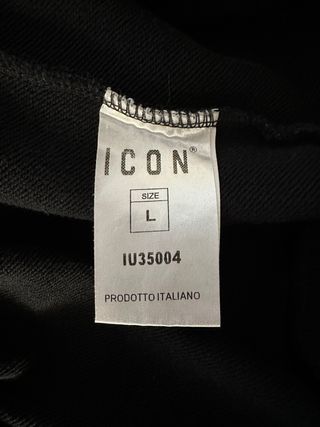 ICON®
SIZE
L
IU35004
PRODOTTO ITALIANO